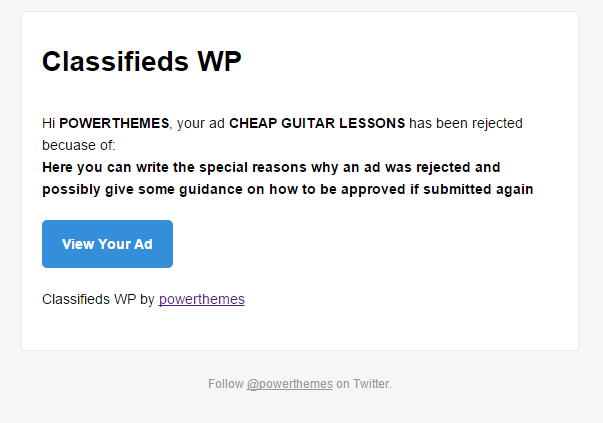 Classifieds WP
Hi POWERTHEMES, your ad CHEAP GUITAR LESSONS has been rejected
becuase of:
Here you can write the special reasons why an ad was rejected and
possibly give some guidance on how to be approved if submitted again
View Your Ad
Classifieds WP by powerthemes
Follow @powerthemes on Twitter.